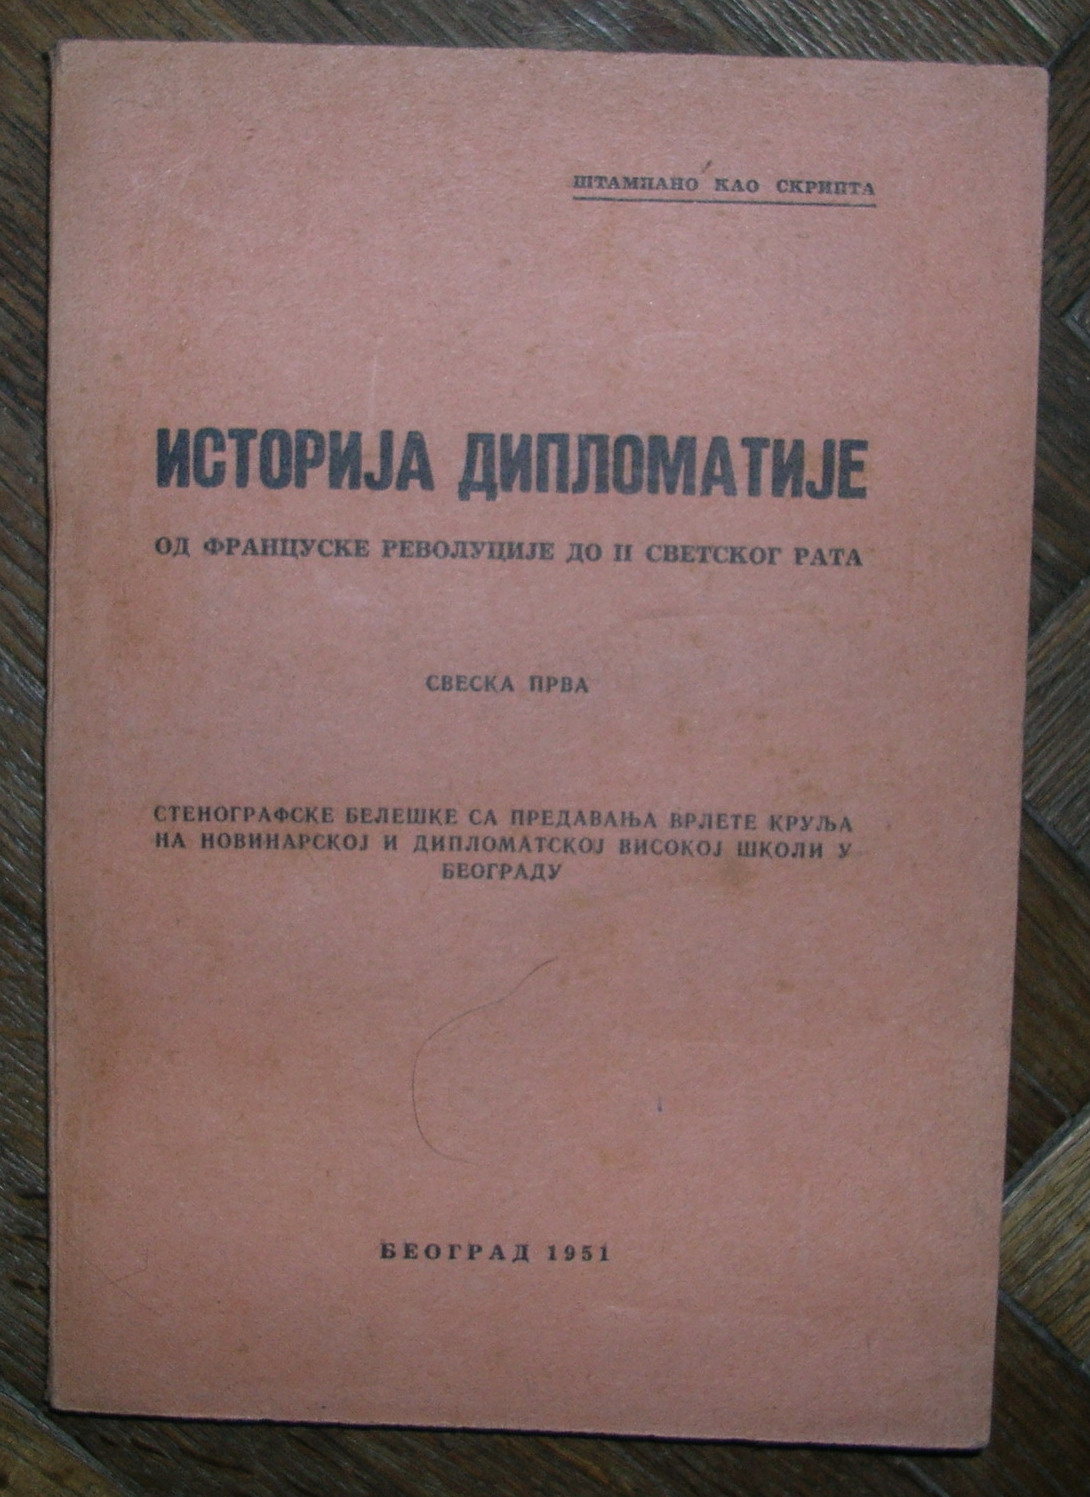 ШТАМПАНО КАО СКРИПТА
ИСТОРИЈА ДИПЛОМАТИЈЕ
ОД ФРАНЦУСКЕ РЕВОЛУЦИЈЕ ДО II СВЕТСКОГ РАТА
СВЕСКА ПРВА
СТЕНОГРАФСКЕ БЕЛЕШКЕ СА ПРЕДАВАЊА ВРЛЕТЕ КРУЉА
НА НОВИНАРСКОЈ И ДИПЛОМАТСКОЈ ВИСОКОЈ ШКОЛИ У
БЕОГРАДУ
БЕОГРАД 1951